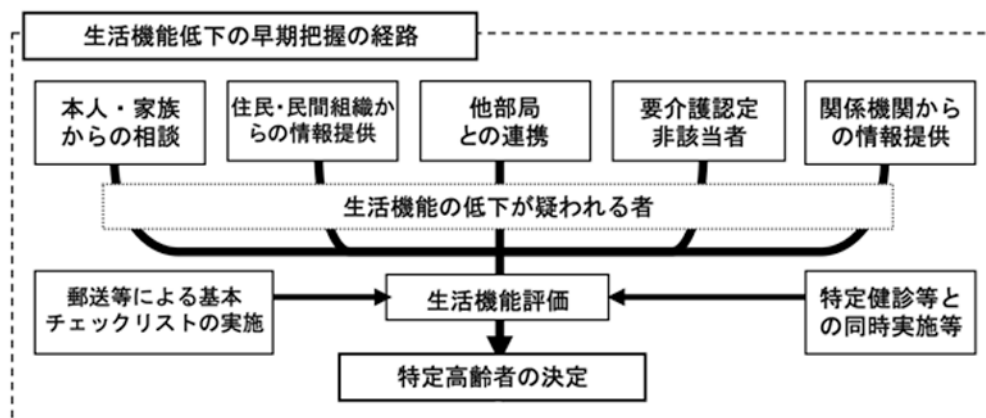 生活機能低下の早期把握の経路
本人・家族
からの相談
住民・民間組織か
らの情報提供
他部局
との連携
要介護認定
非該当者
関係機関から
の情報提供
生活機能の低下が疑われる者
郵送等による基本
チェックリストの実施
生活機能評価
特定健診等と
の同時実施等
特定高齢者の決定